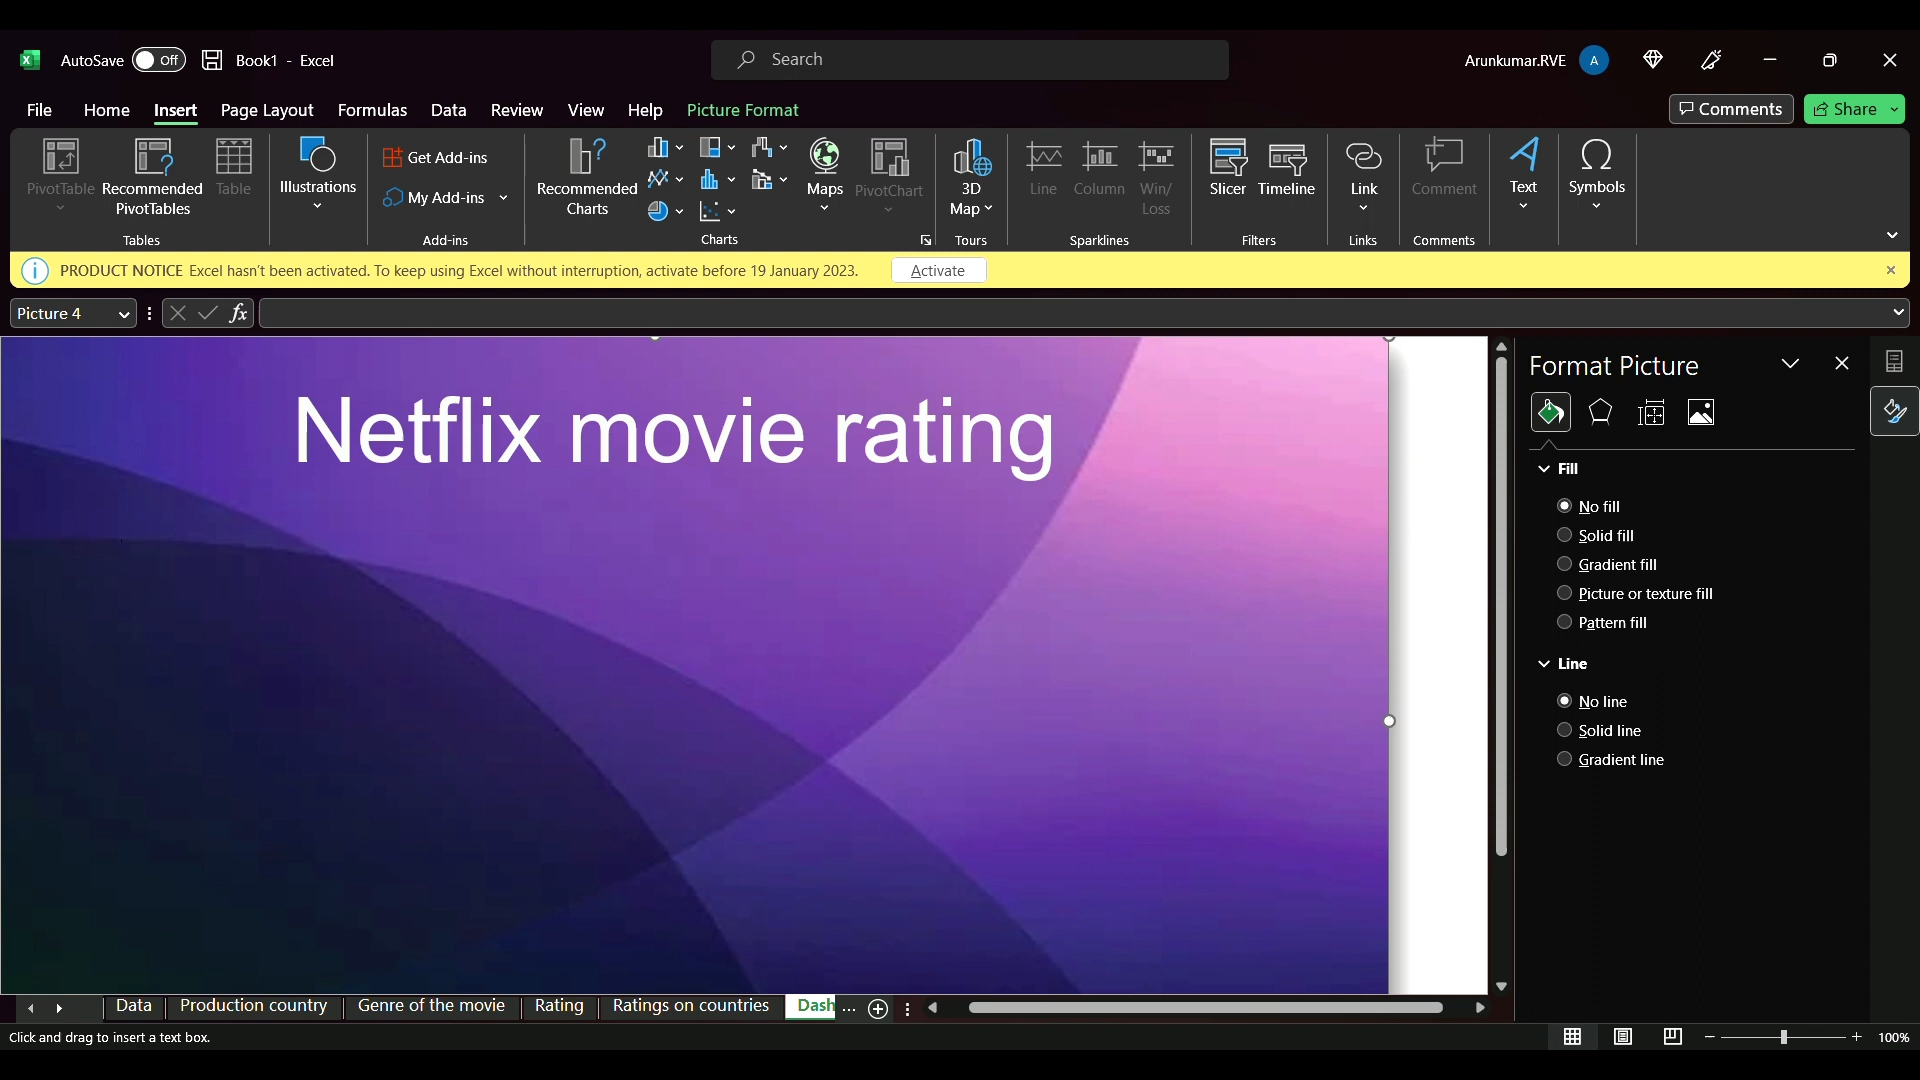 AutoSave Off Book1 - Excel Search Arunkumar.RVE A
File Home Insert Page Layout Formulas Data Review View Help Picture Format Comments Share
PivotTable Recommended PivotTables Table
Tables
Illustrations
Get Add-ins
My Add-ins
Add-ins
Recommended Charts
Maps PivotChart
Charts
3D Map
Tours
Line Column Win/Loss
Sparklines
Slicer Timeline
Filters
Link
Links
Comment
Comments
Text
Symbols
PRODUCT NOTICE Excel hasn't been activated. To keep using Excel without interruption, activate before 19 January 2023. Activate
Picture 4 fx
Netflix movie rating
Format Picture
Fill
No fill
Solid fill
Gradient fill
Picture or texture fill
Pattern fill
Line
No line
Solid line
Gradient line
Data Production country Genre of the movie Rating Ratings on countries Dash ...
Click and drag to insert a text box. 100%